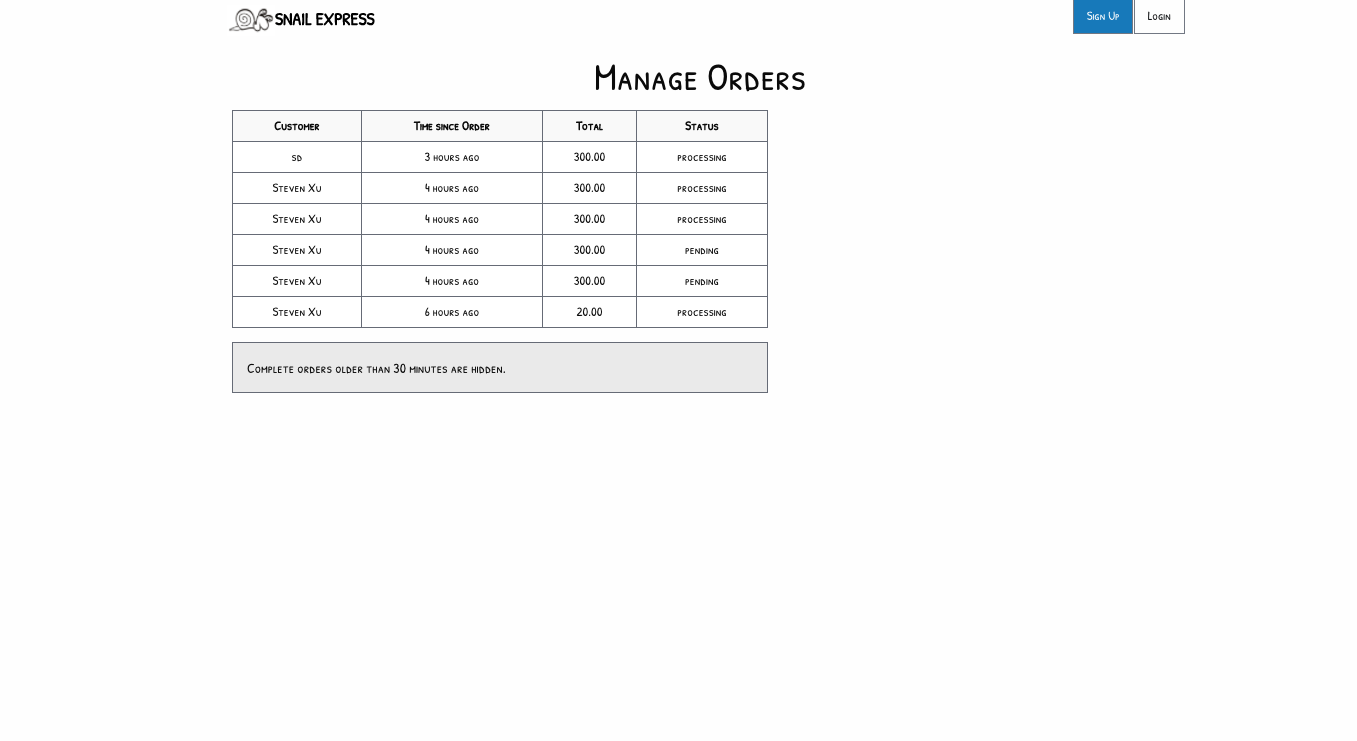 SNAIL EXPRESS
Sign Up Login
Manage Orders
Customer Time since Order Total Status
sd 3 hours ago 300.00 processing
Steven Xu 4 hours ago 300.00 processing
Steven Xu 4 hours ago 300.00 processing
Steven Xu 4 hours ago 300.00 pending
Steven Xu 4 hours ago 300.00 pending
Steven Xu 6 hours ago 20.00 processing
Complete orders older than 30 minutes are hidden.